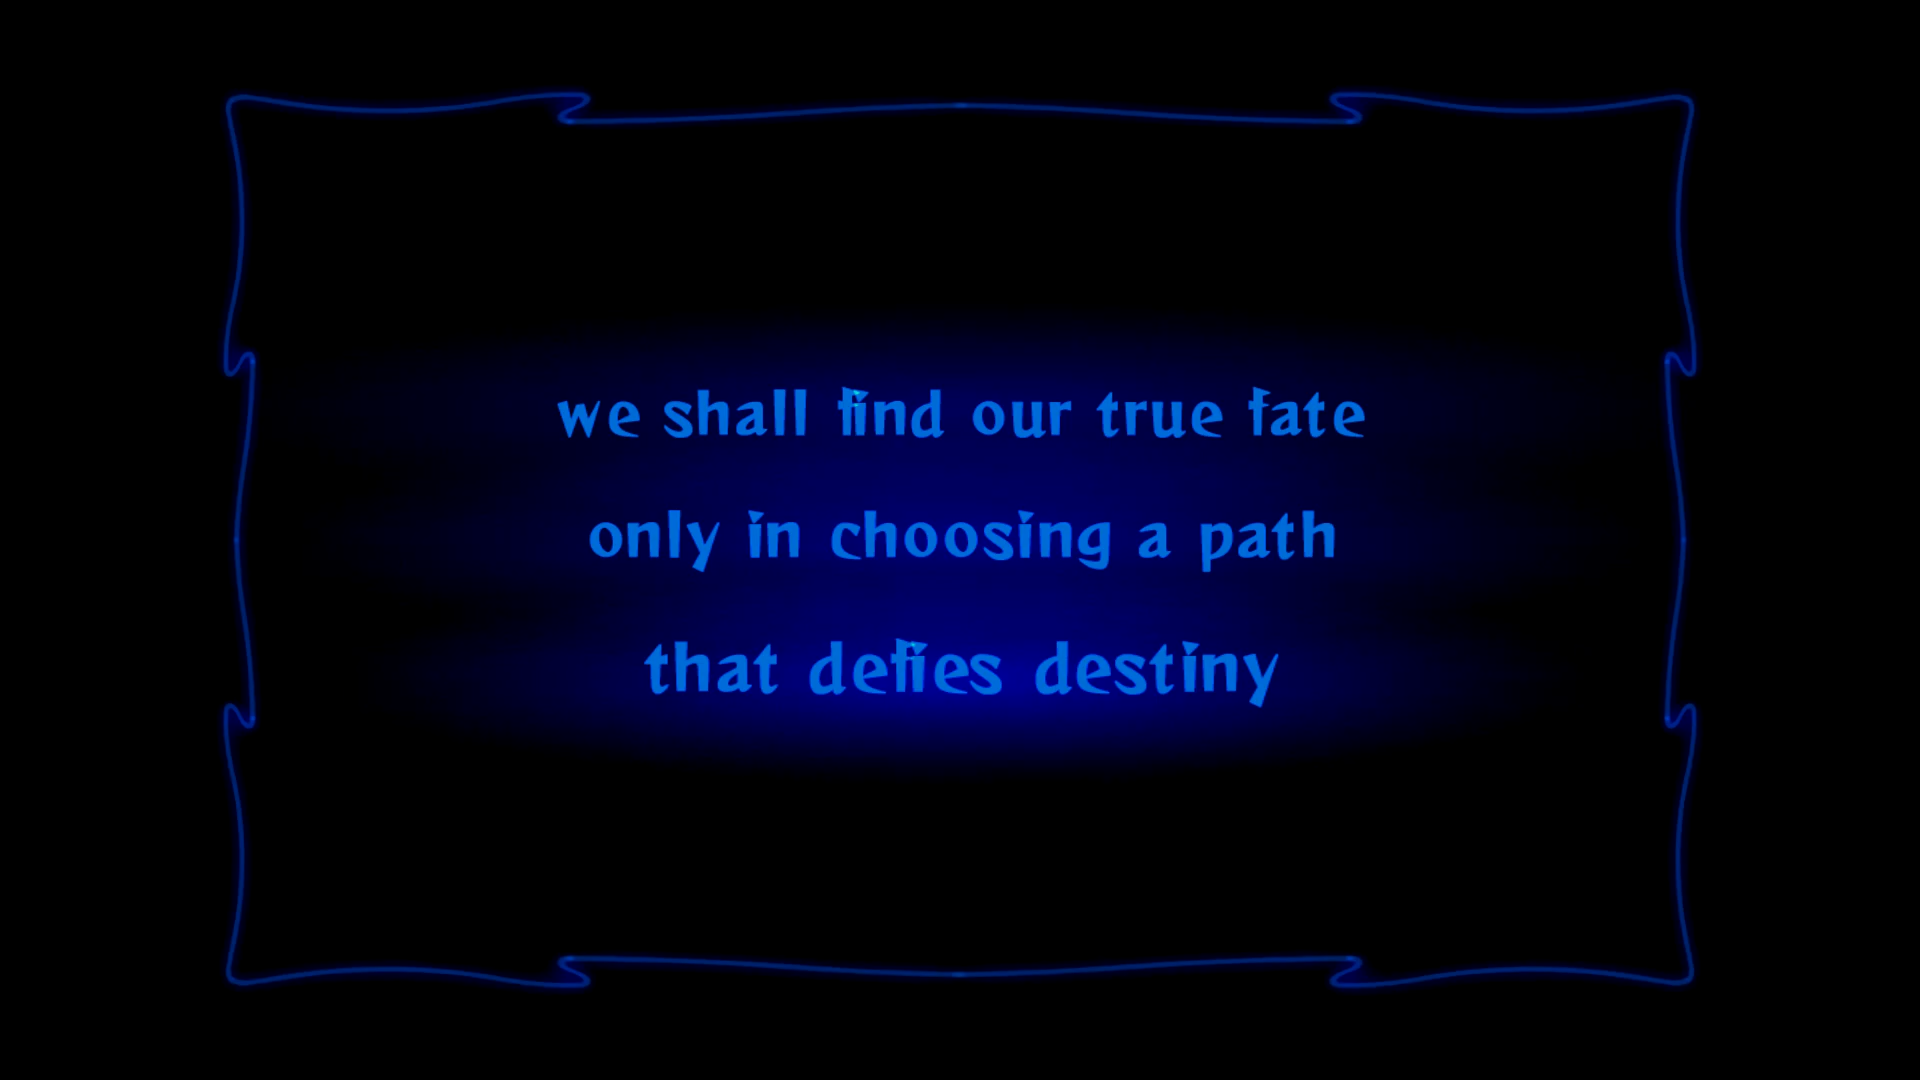 we shall find our true fate
only in choosing a path
that defies destiny